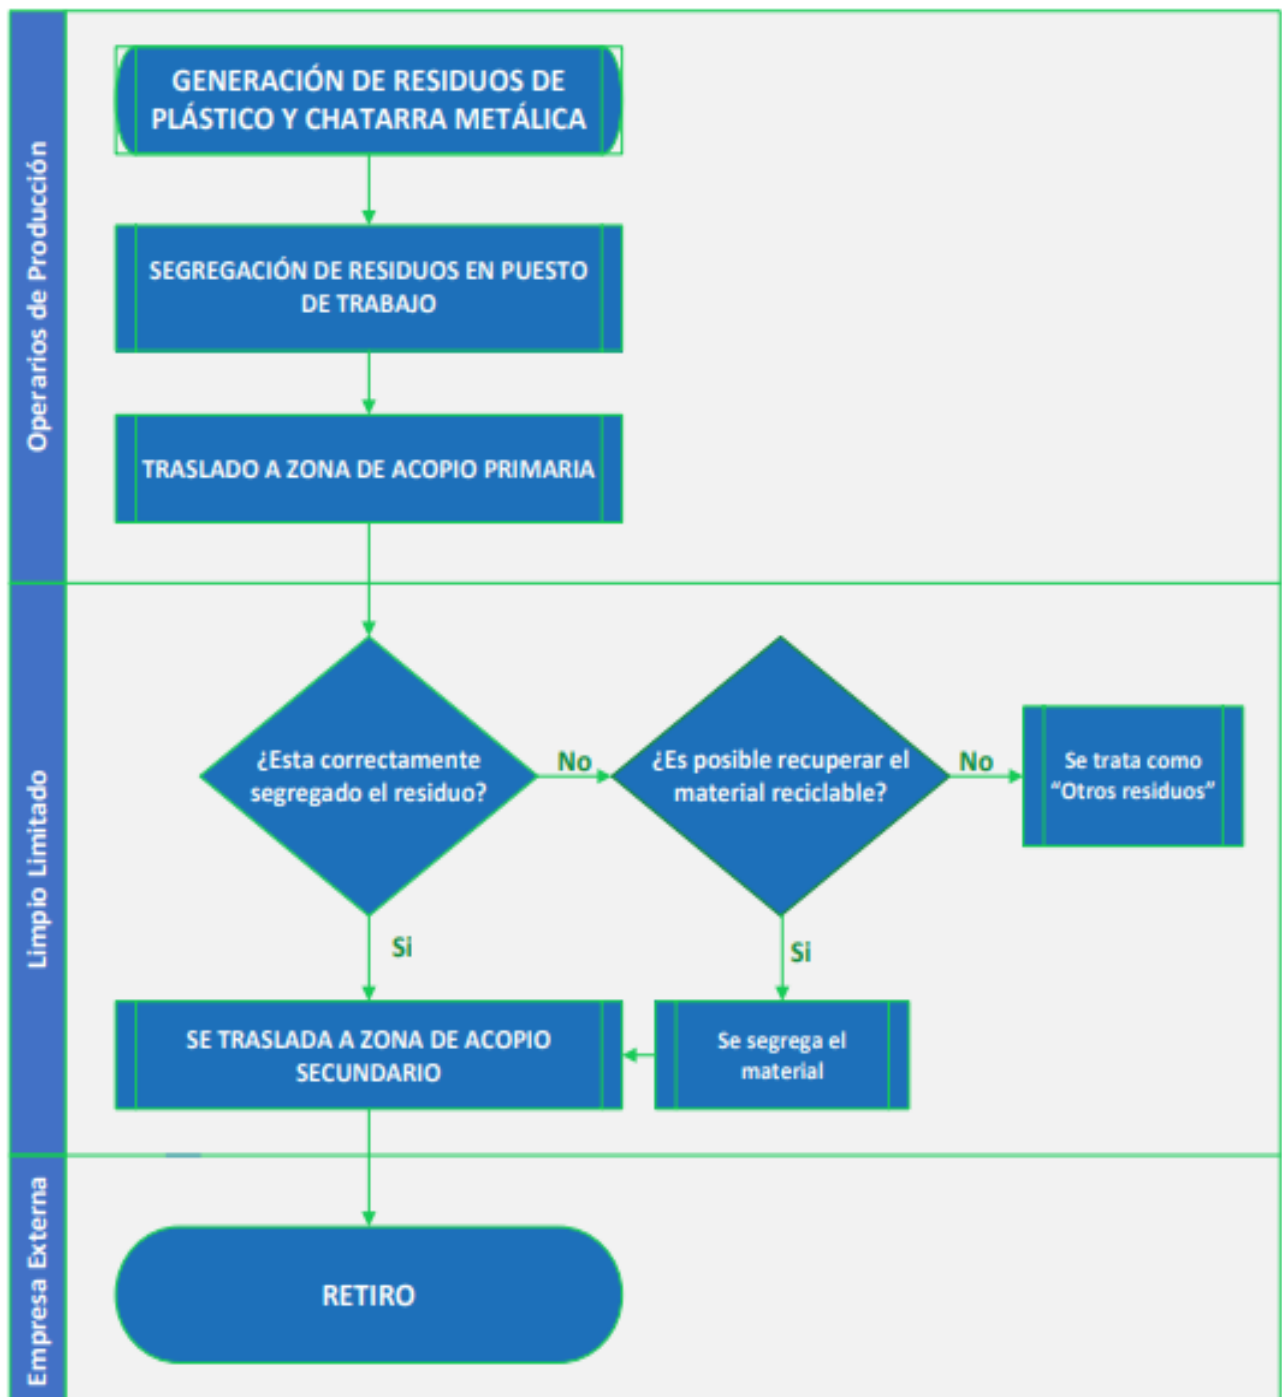 Operarios de Producción
GENERACIÓN DE RESIDUOS DE
PLÁSTICO Y CHATARRA METÁLICA
SEGREGACIÓN DE RESIDUOS EN PUESTO
DE TRABAJO
TRASLADO A ZONA DE ACOPIO PRIMARIA
Limpio Limitado
¿Esta correctamente
segregado el residuo?
No
¿Es posible recuperar el
material reciclable?
No
Se trata como
“Otros residuos”
Si
Si
SE TRASLADA A ZONA DE ACOPIO
SECUNDARIO
Se segrega el
material
Empresa Externa
RETIRO